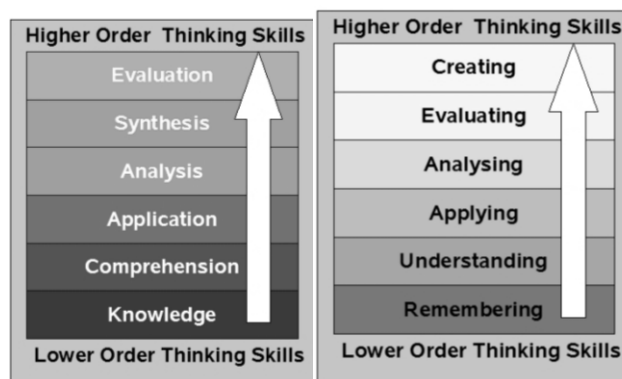 Higher Order Thinking Skills
Evaluation
Synthesis
Analysis
Application
Comprehension
Knowledge
Lower Order Thinking Skills
Higher Order Thinking Skills
Creating
Evaluating
Analysing
Applying
Understanding
Remembering
Lower Order Thinking Skills